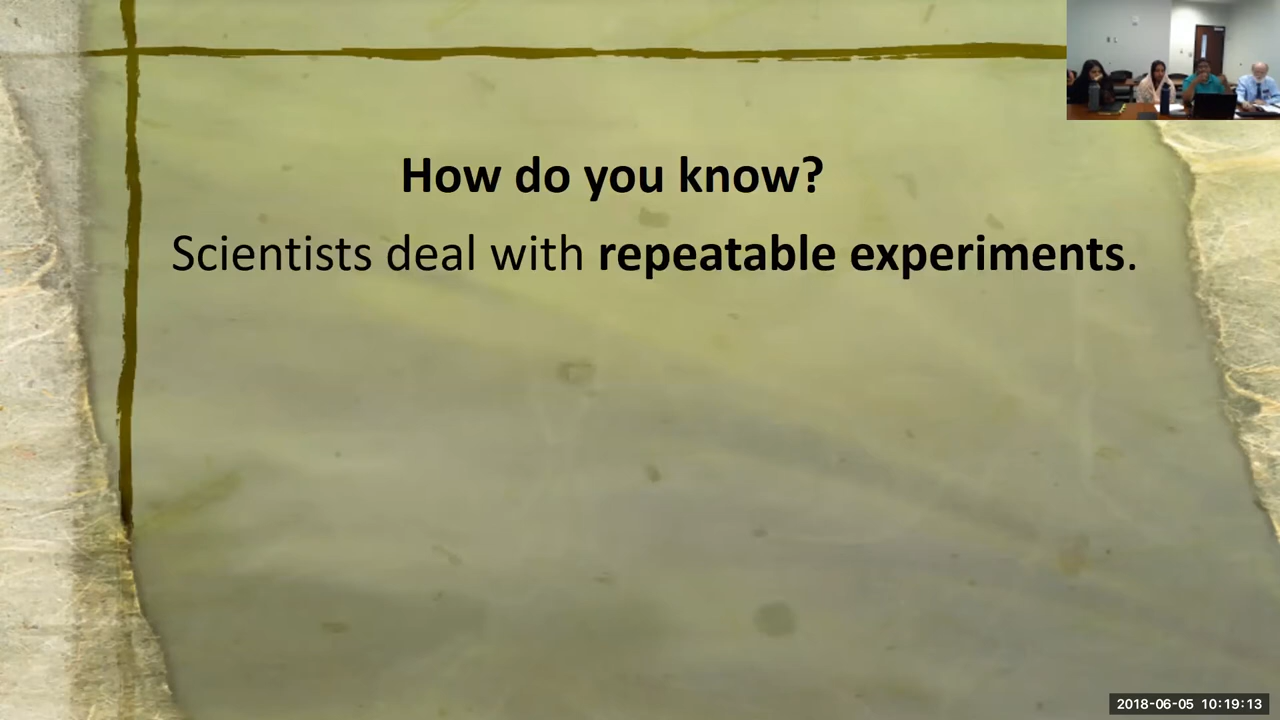 How do you know?
Scientists deal with repeatable experiments.
2018-06-05 10:19:13